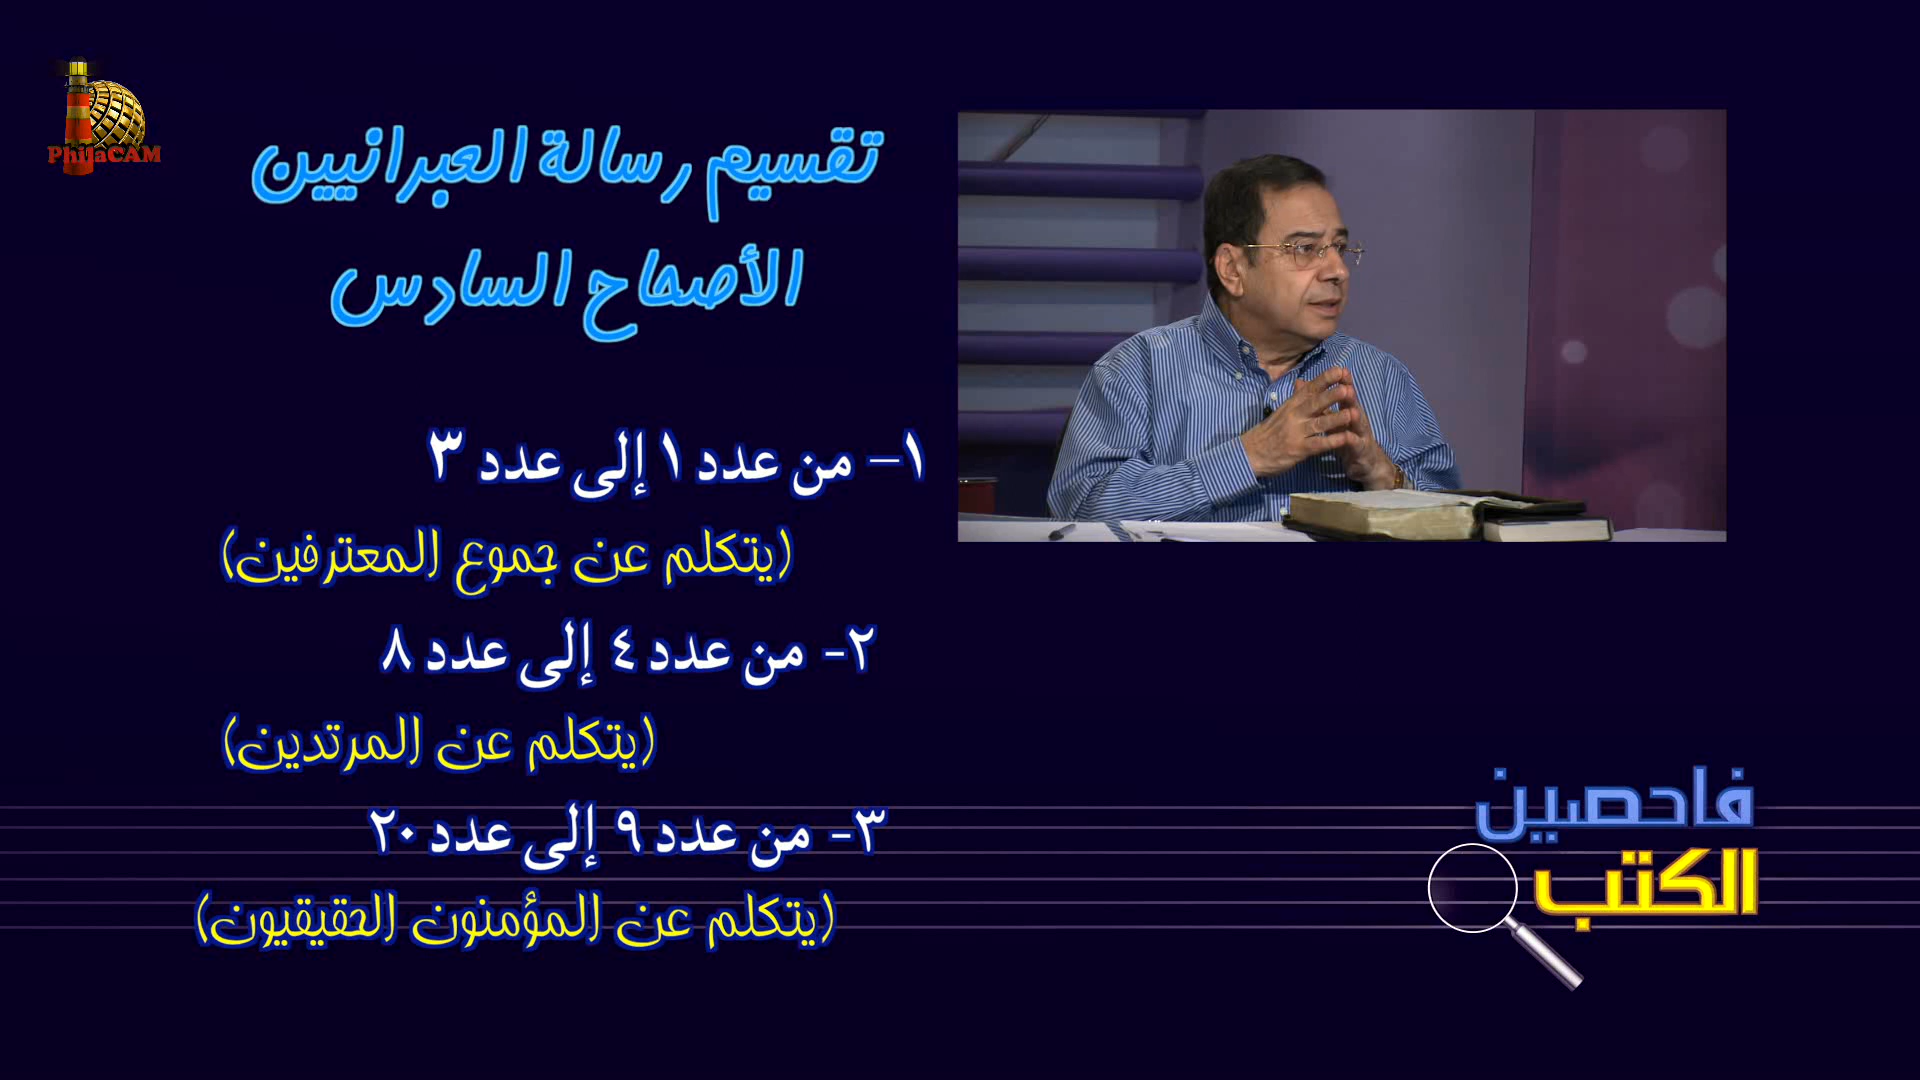 PhilaCAM
تقسيم رسالة العبرانيين
الأصحاح السادس
١- من عدد ١ إلى عدد ٣
(يتكلم عن جموع المعترفين)
٢- من عدد ٤ إلى عدد ٨
(يتكلم عن المرتدين)
٣- من عدد ٩ إلى عدد ٢٠
(يتكلم عن المؤمنون الحقيقيون)
فاحصين
الكتب